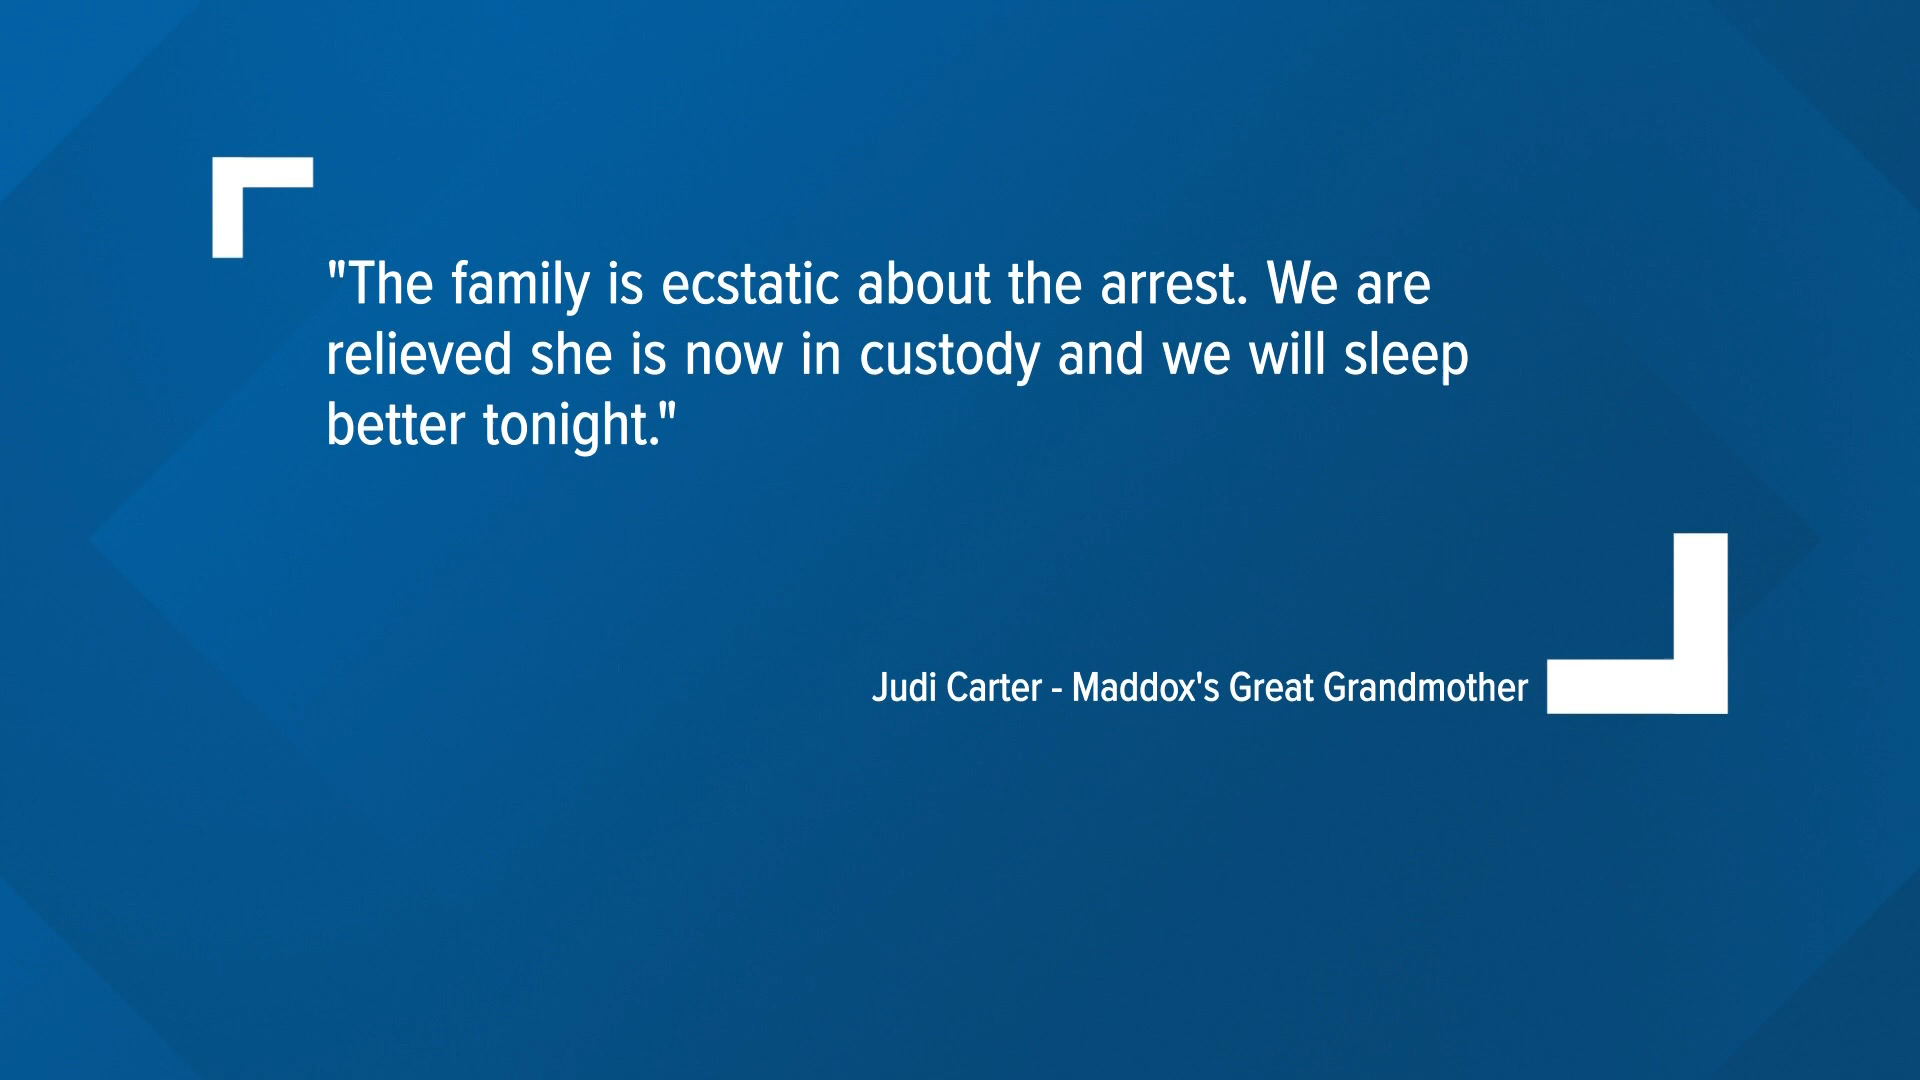 "The family is ecstatic about the arrest. We are
relieved she is now in custody and we will sleep
better tonight."
Judi Carter - Maddox's Great Grandmother